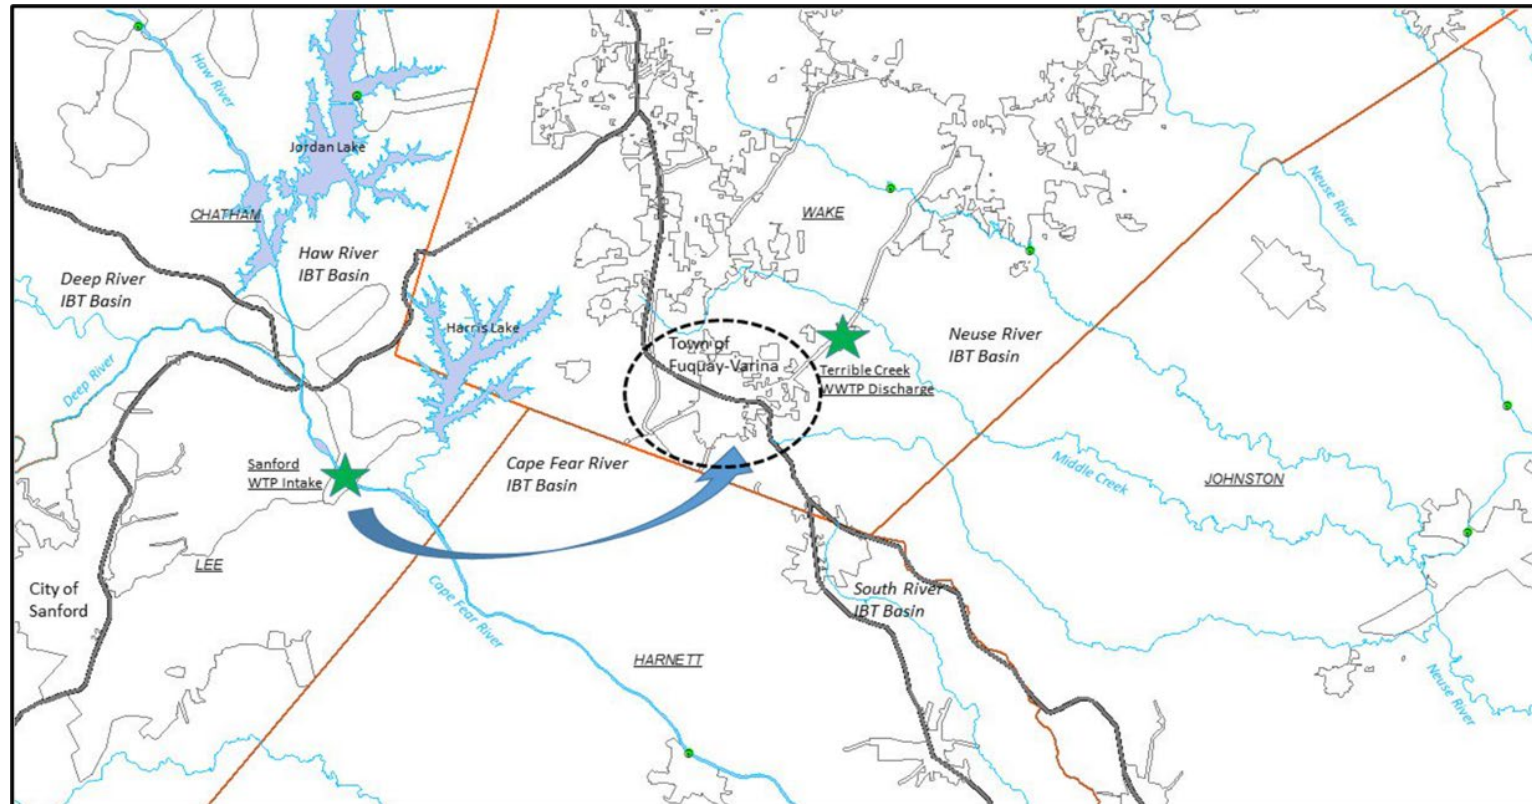 Haw River
Jordan Lake
CHATHAM
Haw River
IBT Basin
Deep River
IBT Basin
Deep River
Harris Lake
WAKE
Town of
Fuquay-Varina
Terrible Creek
WWTP Discharge
Neuse River
IBT Basin
Neuse River
Sanford
WTP Intake
Cape Fear River
IBT Basin
Middle Creek
JOHNSTON
LEE
City of
Sanford
Cape Fear River
South River
IBT Basin
HARNETT
Neuse River